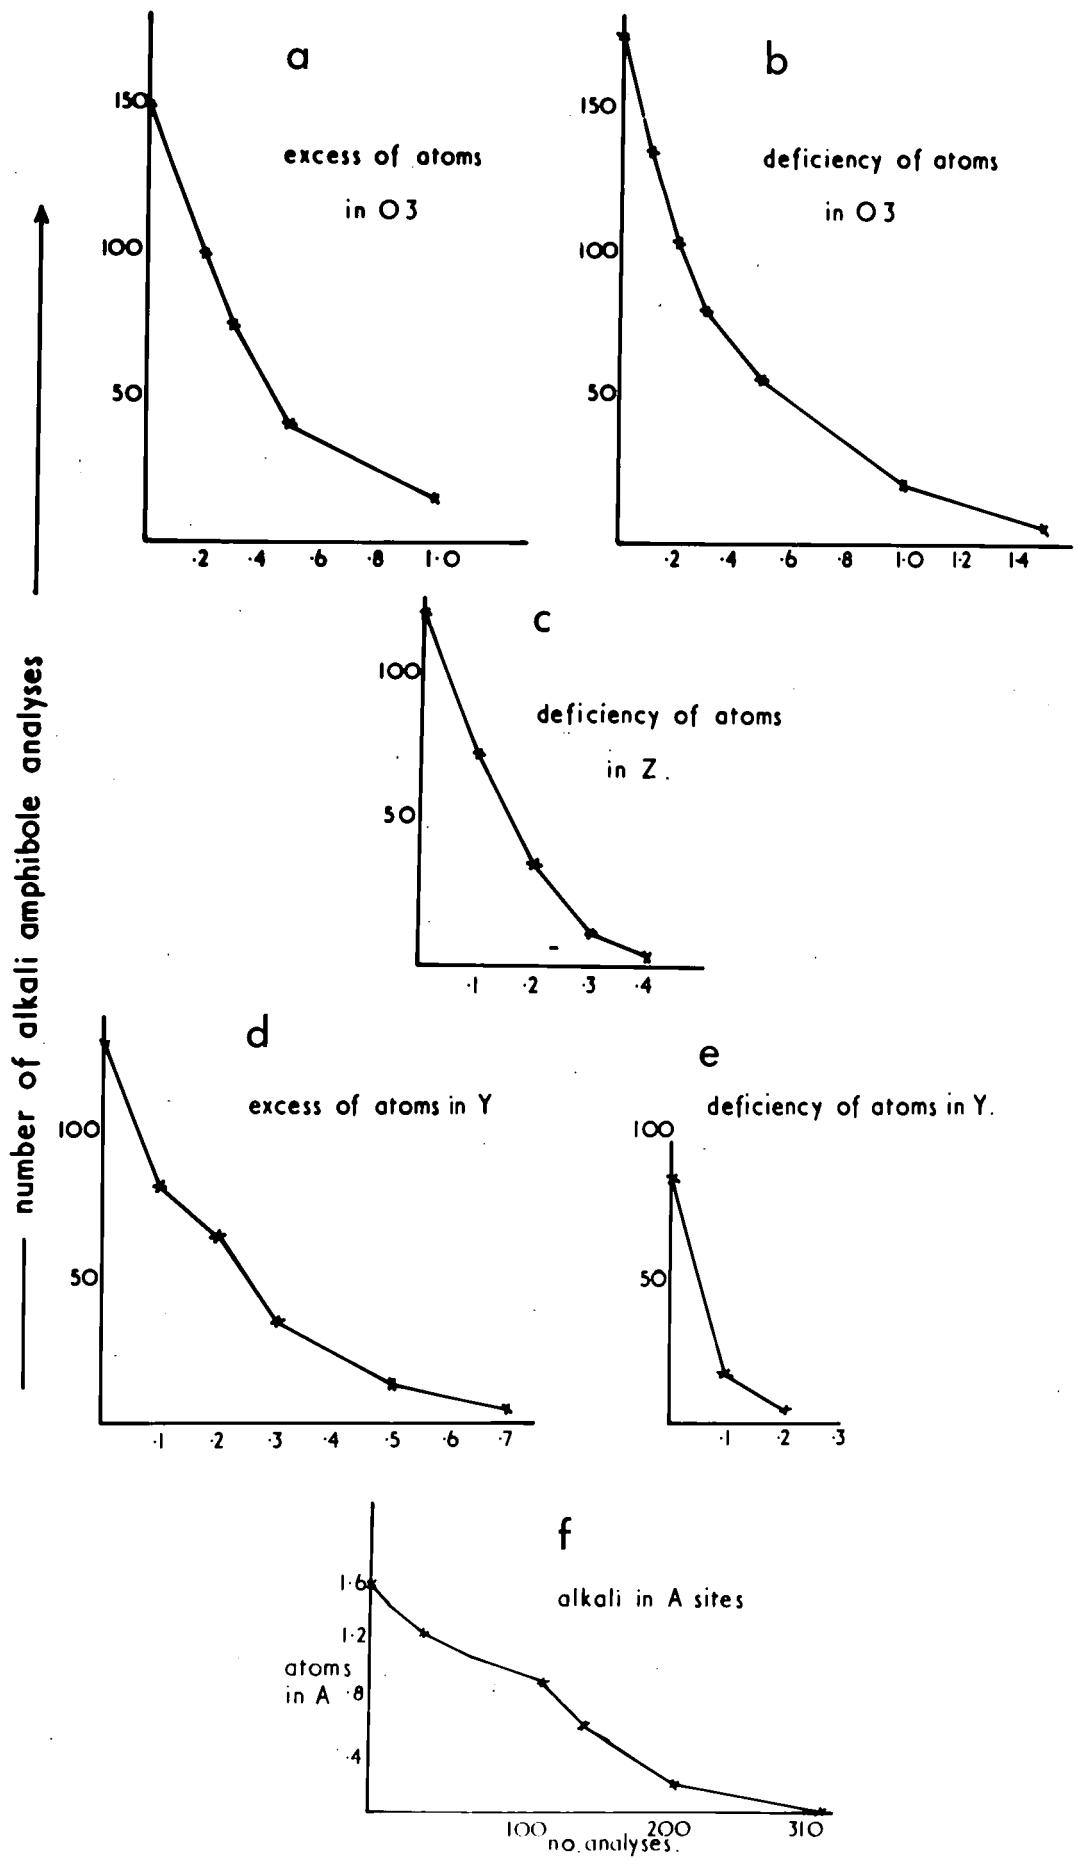 number of alkali amphibole analyses
a
excess of atoms
in O3
150
100
50
·2 ·4 ·6 ·8 1·0
b
deficiency of atoms
in O3
150
100
50
·2 ·4 ·6 ·8 1·0 1·2 1·4
c
deficiency of atoms
in Z.
100
50
·1 ·2 ·3 ·4
d
excess of atoms in Y
100
50
·1 ·2 ·3 ·4 ·5 ·6 ·7
e
deficiency of atoms in Y.
100
50
·1 ·2 ·3
f
alkali in A sites
1·6
1·2
atoms
in A ·8
·4
100 200 310
no. analyses.